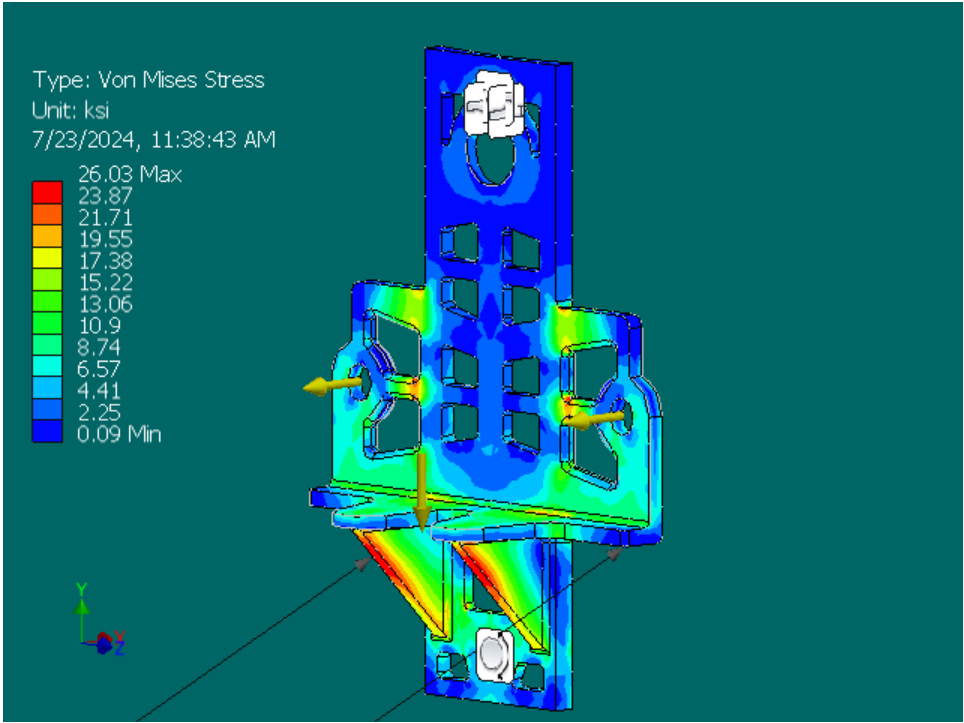 Type: Von Mises Stress
Unit: ksi
7/23/2024, 11:38:43 AM
26.03 Max
23.87
21.71
19.55
17.38
15.22
13.06
10.9
8.74
6.57
4.41
2.25
0.09 Min
Y
X
Z